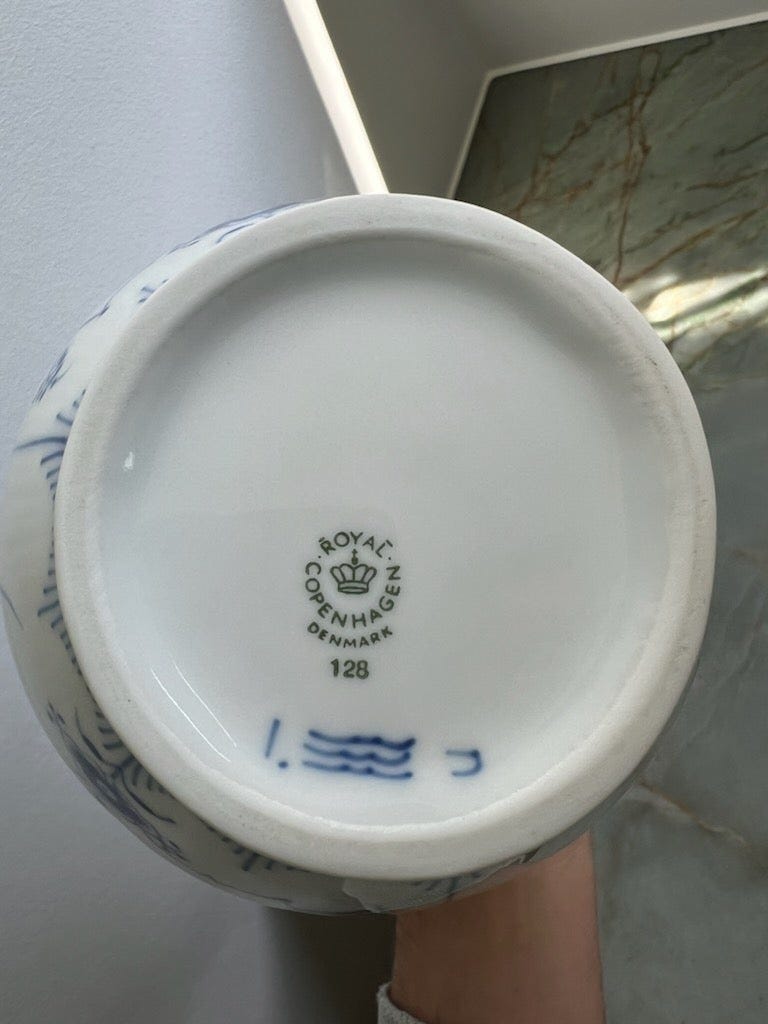 ROYAL
COPENHAGEN
DENMARK
128